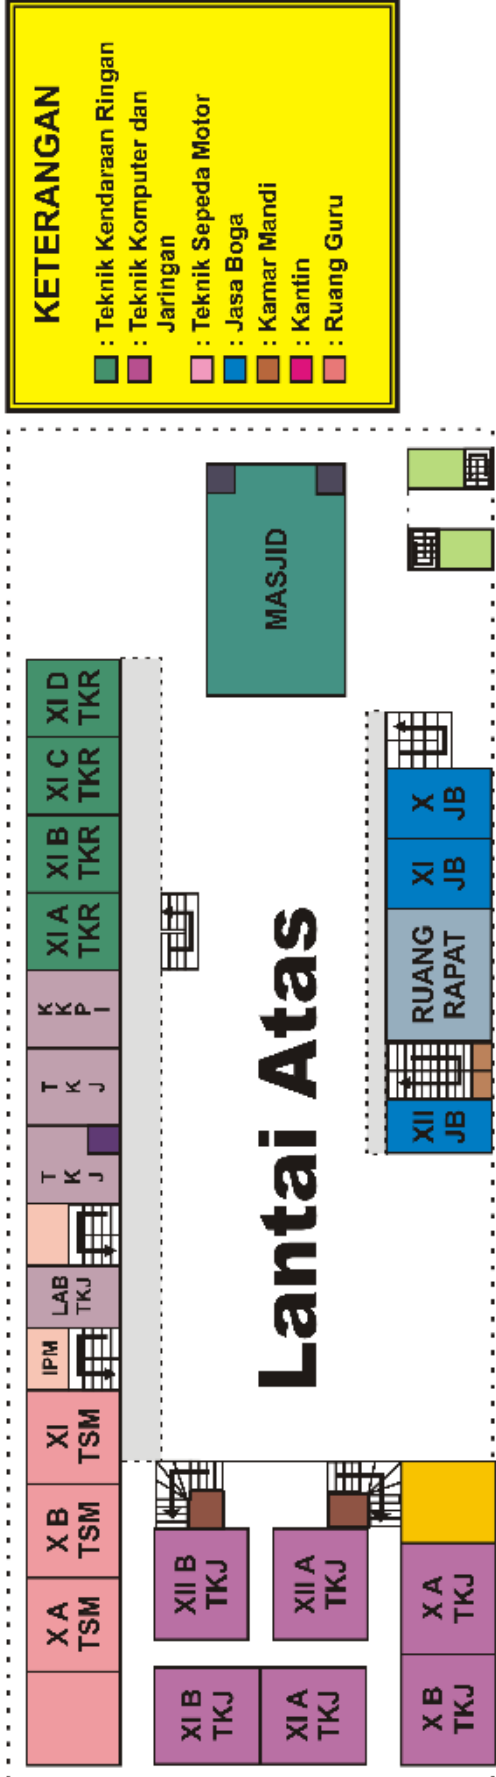 KETERANGAN
: Teknik Kendaraan Ringan
: Teknik Komputer dan
Jaringan
: Teknik Sepeda Motor
: Jasa Boga
: Kamar Mandi
: Kantin
: Ruang Guru
X A
TSM
X B
TSM
XI
TSM
IPM
LAB
TKJ
T
K
J
T
K
J
K
K
P
I
XI A
TKR
XI B
TKR
XI C
TKR
XI D
TKR
MASJID
Lantai Atas
XI B
TKJ
XII B
TKJ
XI A
TKJ
XII A
TKJ
X B
TKJ
X A
TKJ
XII
JB
RUANG
RAPAT
XI
JB
X
JB